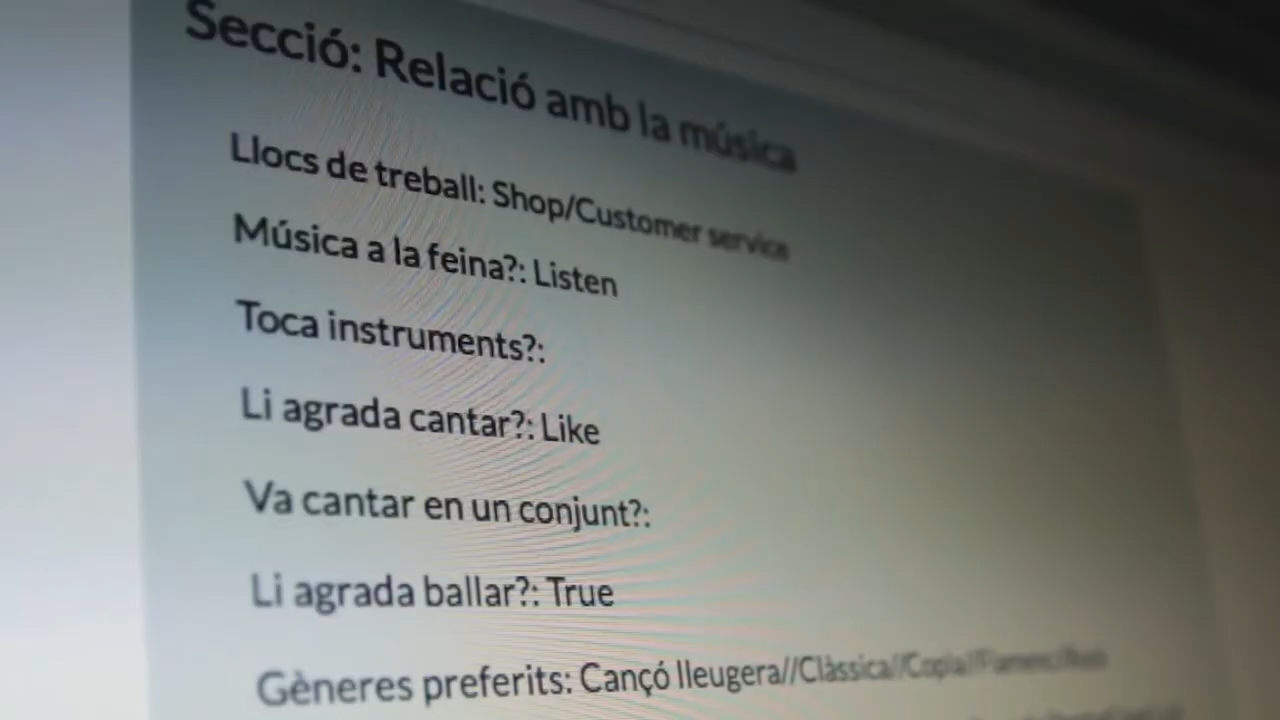 Secció: Relació amb la música
Llocs de treball: Shop/Customer service
Música a la feina?: Listen
Toca instruments?:
Li agrada cantar?: Like
Va cantar en un conjunt?:
Li agrada ballar?: True
Gèneres preferits: Cançó lleugera//Clàssica//Copla//Flamenc//